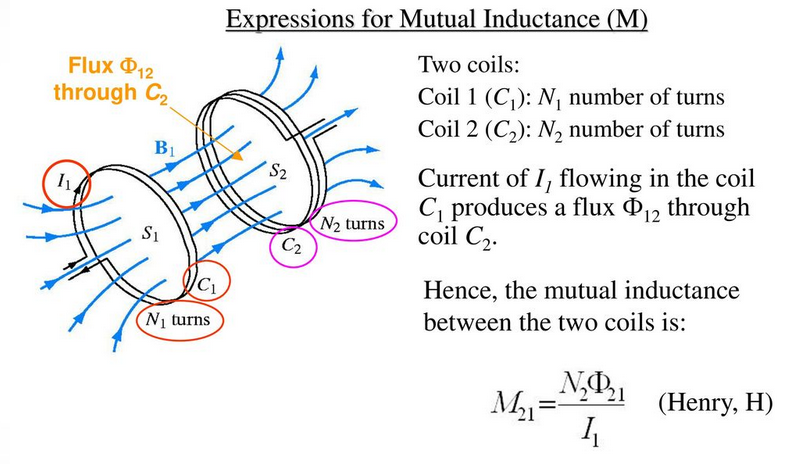 Expressions for Mutual Inductance (M)
Flux Φ₁₂
through C₂
Two coils:
Coil 1 (C₁): N₁ number of turns
Coil 2 (C₂): N₂ number of turns
B₁
I₁
S₂
S₁
N₂ turns
C₂
C₁
N₁ turns
Current of I₁ flowing in the coil
C₁ produces a flux Φ₁₂ through
coil C₂.
Hence, the mutual inductance
between the two coils is:
M₂₁ = N₂Φ₂₁ / I₁ (Henry, H)